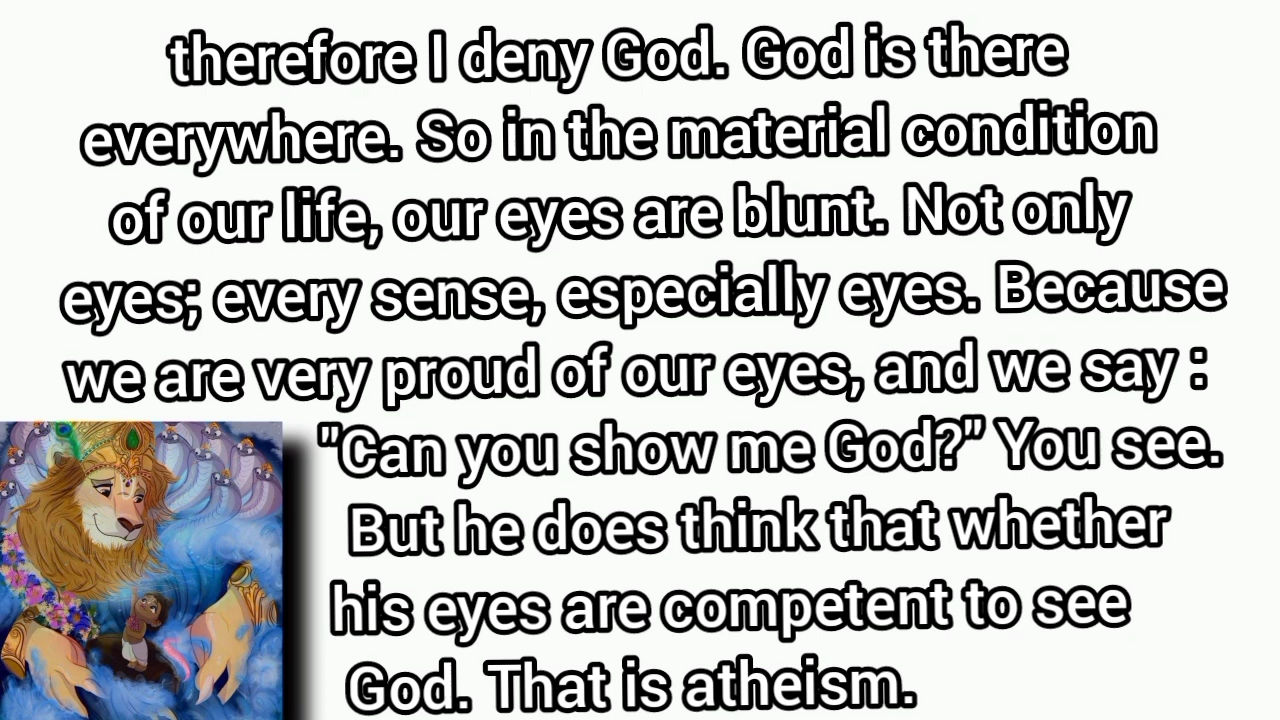 therefore I deny God. God is there
everywhere. So in the material condition
of our life, our eyes are blunt. Not only
eyes; every sense, especially eyes. Because
we are very proud of our eyes, and we say :
"Can you show me God?" You see.
But he does think that whether
his eyes are competent to see
God. That is atheism.